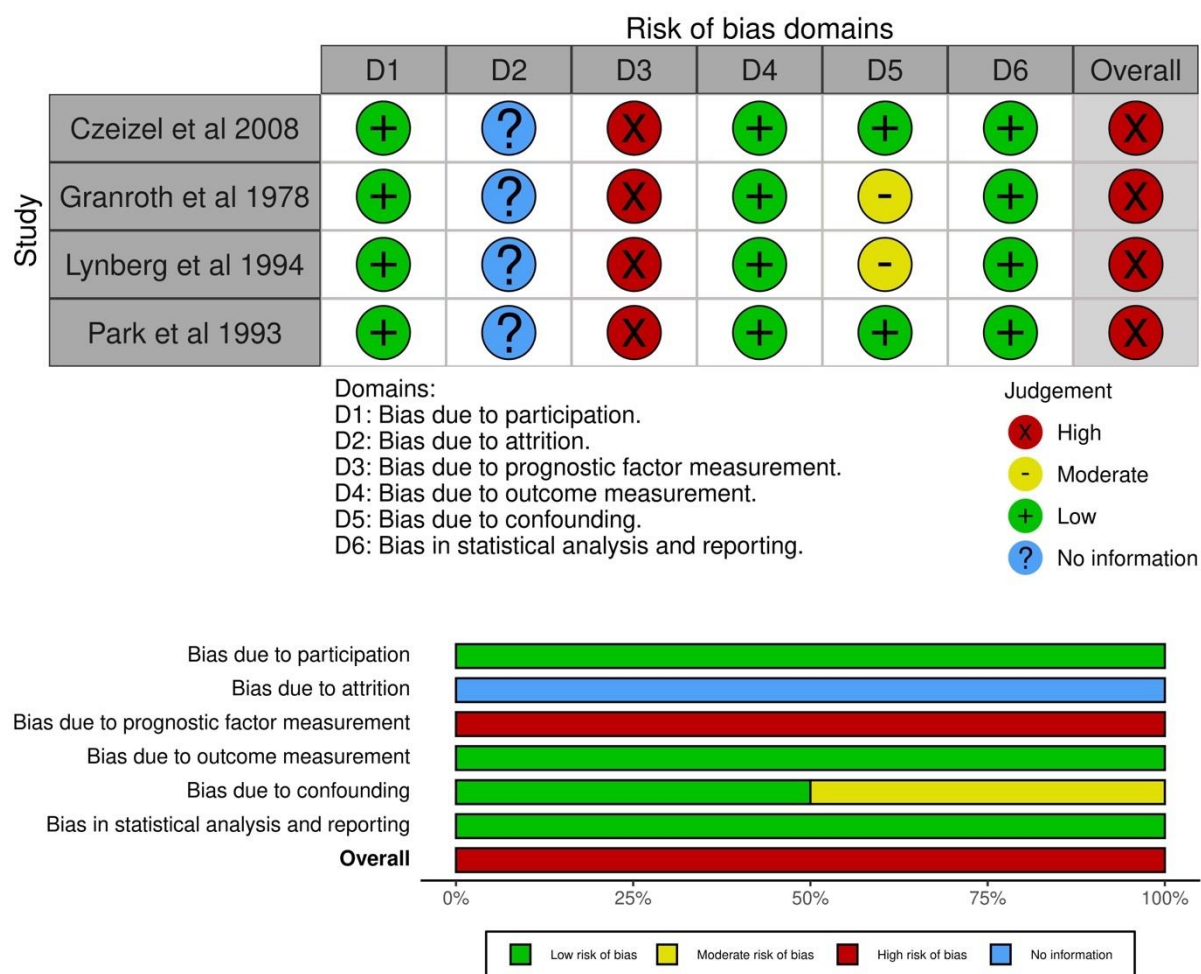 Risk of bias domains
D1 D2 D3 D4 D5 D6 Overall
Study
Czeizel et al 2008 + ? X + + + X
Granroth et al 1978 + ? X + - + X
Lynberg et al 1994 + ? X + - + X
Park et al 1993 + ? X + + + X
Domains:
D1: Bias due to participation.
D2: Bias due to attrition.
D3: Bias due to prognostic factor measurement.
D4: Bias due to outcome measurement.
D5: Bias due to confounding.
D6: Bias in statistical analysis and reporting.
Judgement
X High
- Moderate
+ Low
? No information
Bias due to participation
Bias due to attrition
Bias due to prognostic factor measurement
Bias due to outcome measurement
Bias due to confounding
Bias in statistical analysis and reporting
Overall
0% 25% 50% 75% 100%
Low risk of bias Moderate risk of bias High risk of bias No information